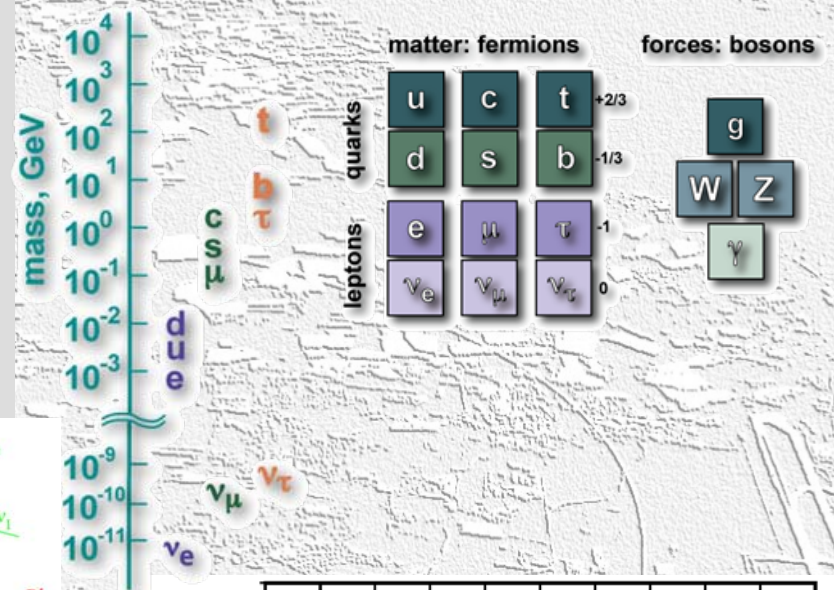 matter: fermions
forces: bosons
mass, GeV
10⁴
10³
10²
10¹
10⁰
10⁻¹
10⁻²
10⁻³
10⁻⁹
10⁻¹⁰
10⁻¹¹
t
b
τ
c
s
μ
d
u
e
ν_τ
ν_μ
ν_e
quarks
u c t +2/3
d s b -1/3
leptons
e μ τ -1
ν_e ν_μ ν_τ 0
g
W Z
γ